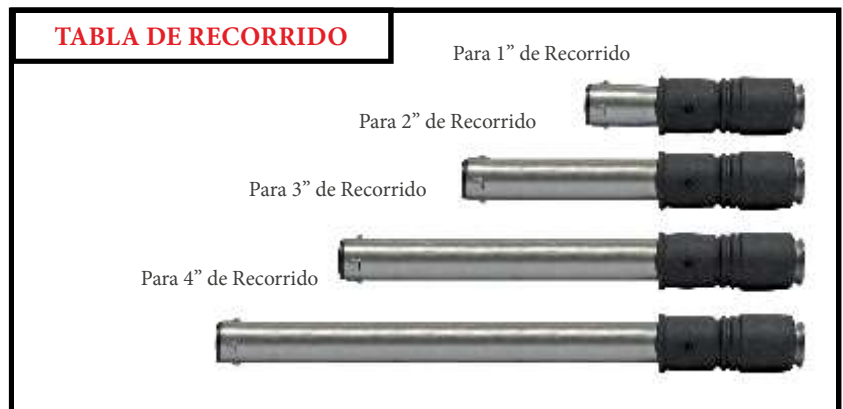 TABLA DE RECORRIDO
Para 1” de Recorrido
Para 2” de Recorrido
Para 3” de Recorrido
Para 4” de Recorrido